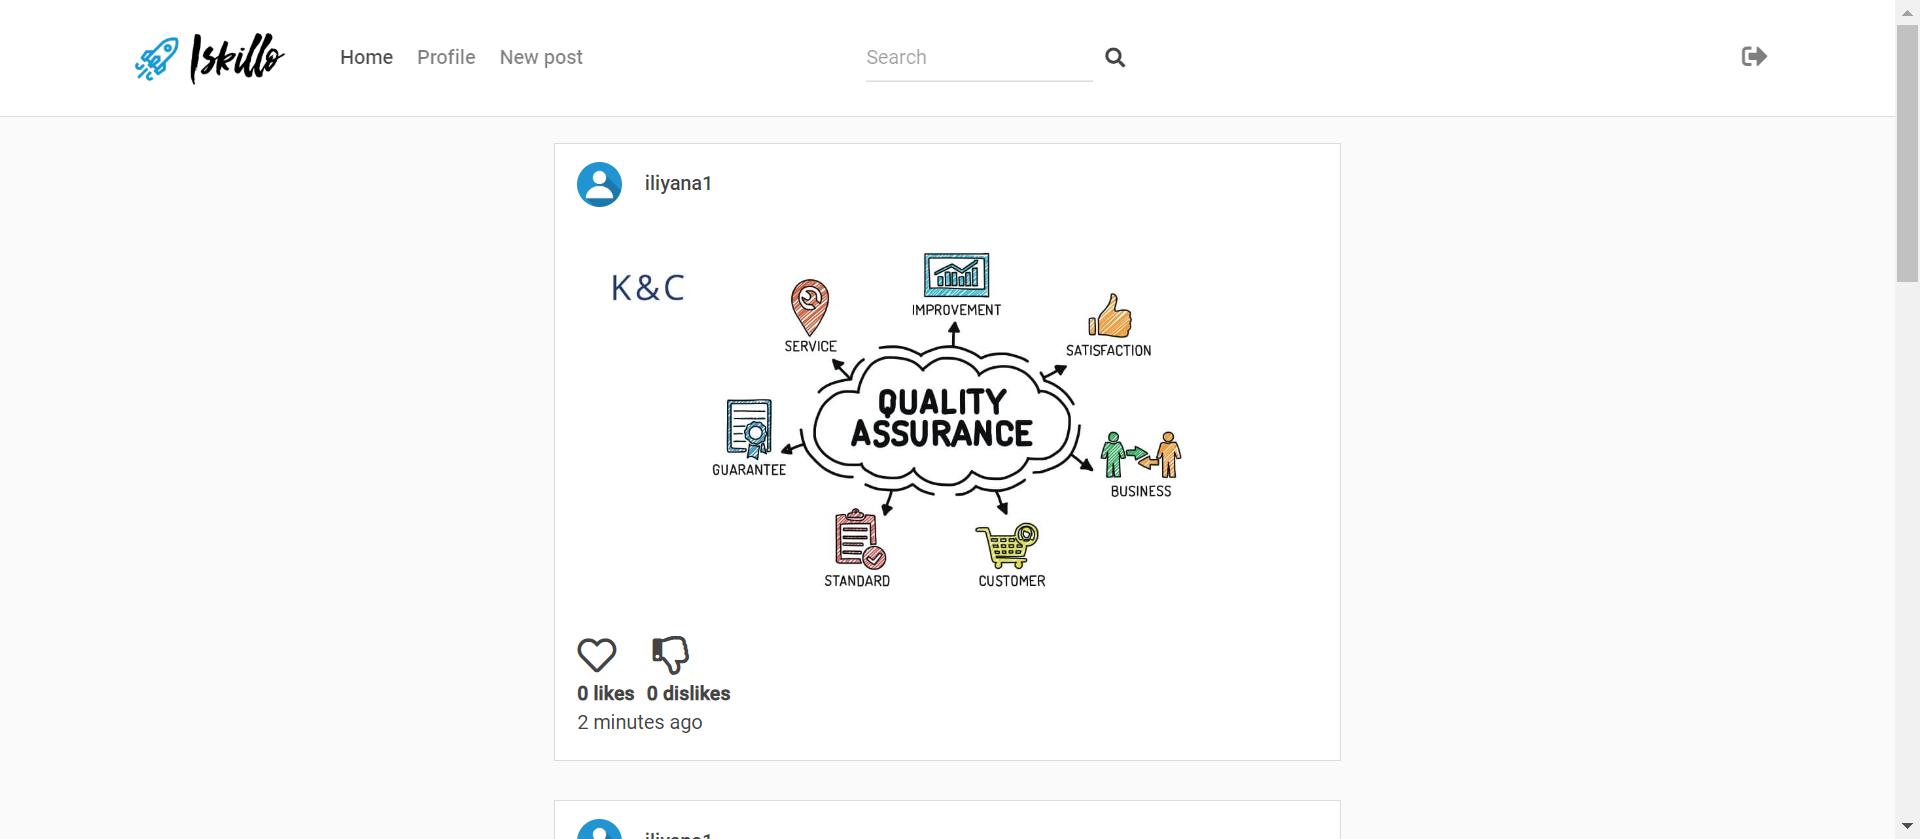 Iskillo
Home Profile New post
Search
iliyana1
K&C
IMPROVEMENT
SERVICE
SATISFACTION
QUALITY
ASSURANCE
GUARANTEE
BUSINESS
STANDARD
CUSTOMER
0 likes 0 dislikes
2 minutes ago
iliyana1